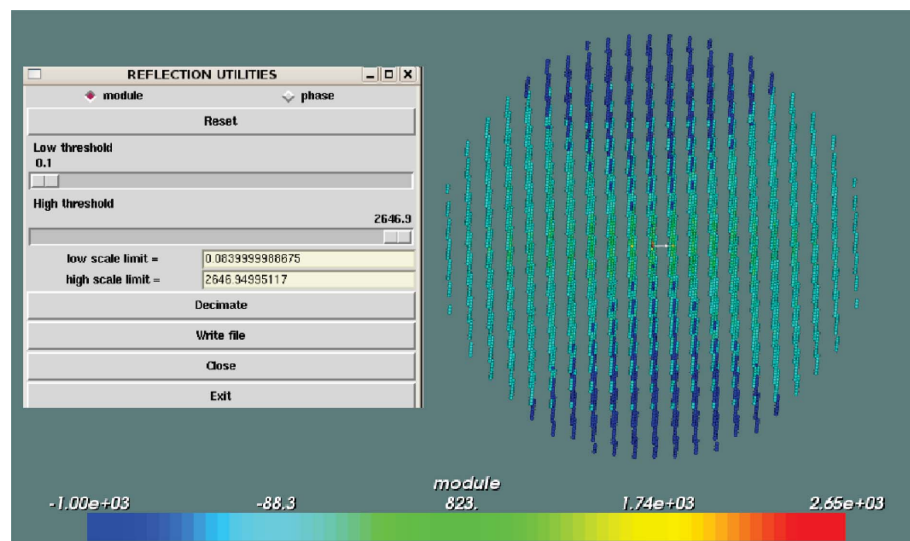 REFLECTION UTILITIES
module phase
Reset
Low threshold
0.1
High threshold
2646.9
low scale limit = 0.0839999988675
high scale limit = 2646.94995117
Decimate
Write file
Close
Exit
module
-1.00e+03 -88.3 823. 1.74e+03 2.65e+03